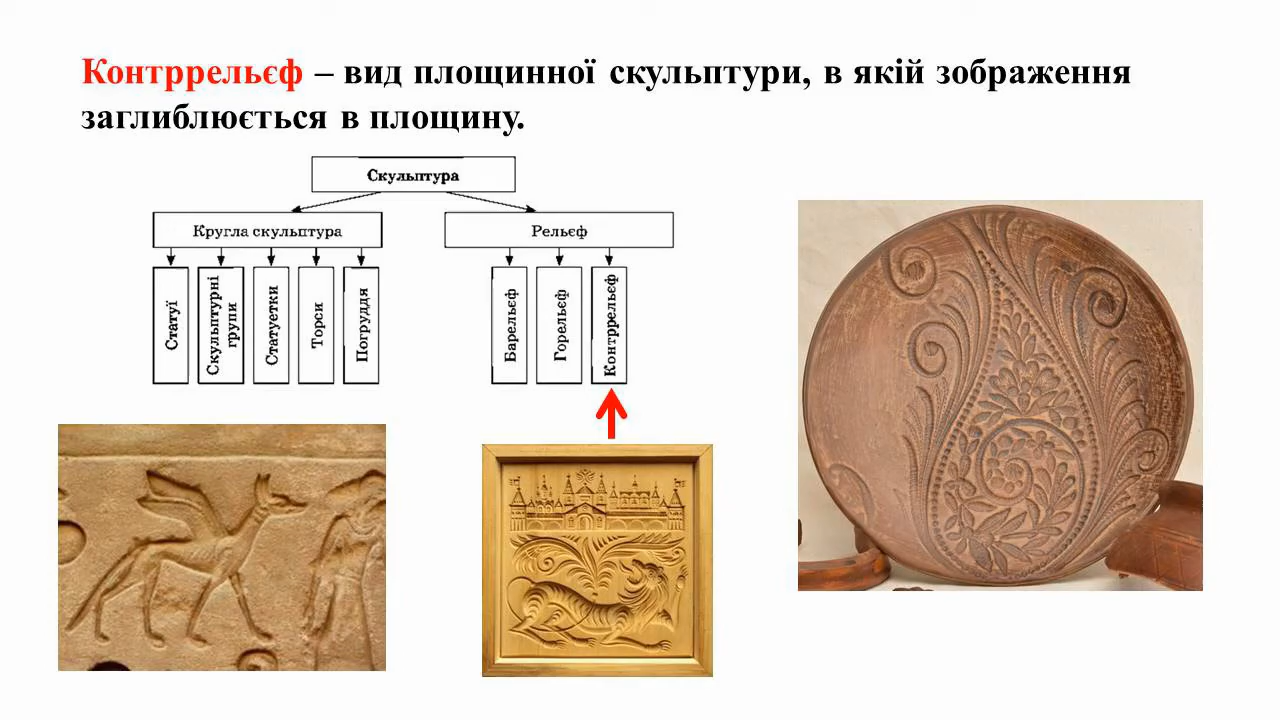 Контррельєф – вид площинної скульптури, в якій зображення
заглиблюється в площину.
Скульптура
Кругла скульптура
Рельєф
Статуї
Скульптурні
групи
Статуетки
Торси
Погруддя
Барельєф
Горельєф
Контррельєф